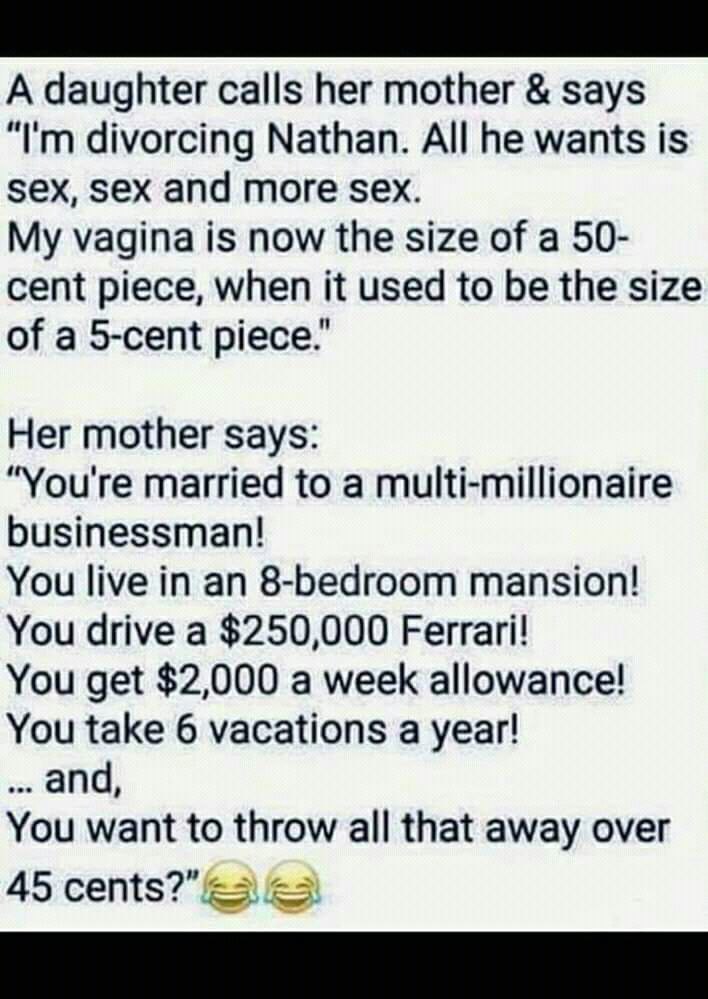 A daughter calls her mother & says
"I'm divorcing Nathan. All he wants is
sex, sex and more sex.
My vagina is now the size of a 50-
cent piece, when it used to be the size
of a 5-cent piece."
Her mother says:
"You're married to a multi-millionaire
businessman!
You live in an 8-bedroom mansion!
You drive a $250,000 Ferrari!
You get $2,000 a week allowance!
You take 6 vacations a year!
... and,
You want to throw all that away over
45 cents?"😂😂